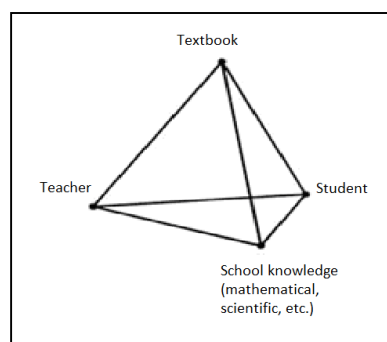 Textbook
Teacher
Student
School knowledge
(mathematical,
scientific, etc.)